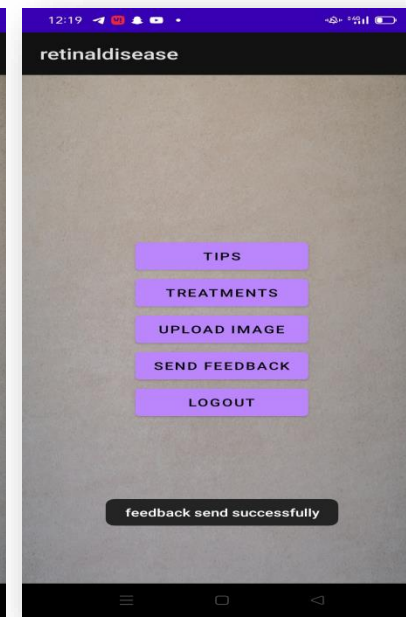 12:19
retinaldisease
TIPS
TREATMENTS
UPLOAD IMAGE
SEND FEEDBACK
LOGOUT
feedback send successfully